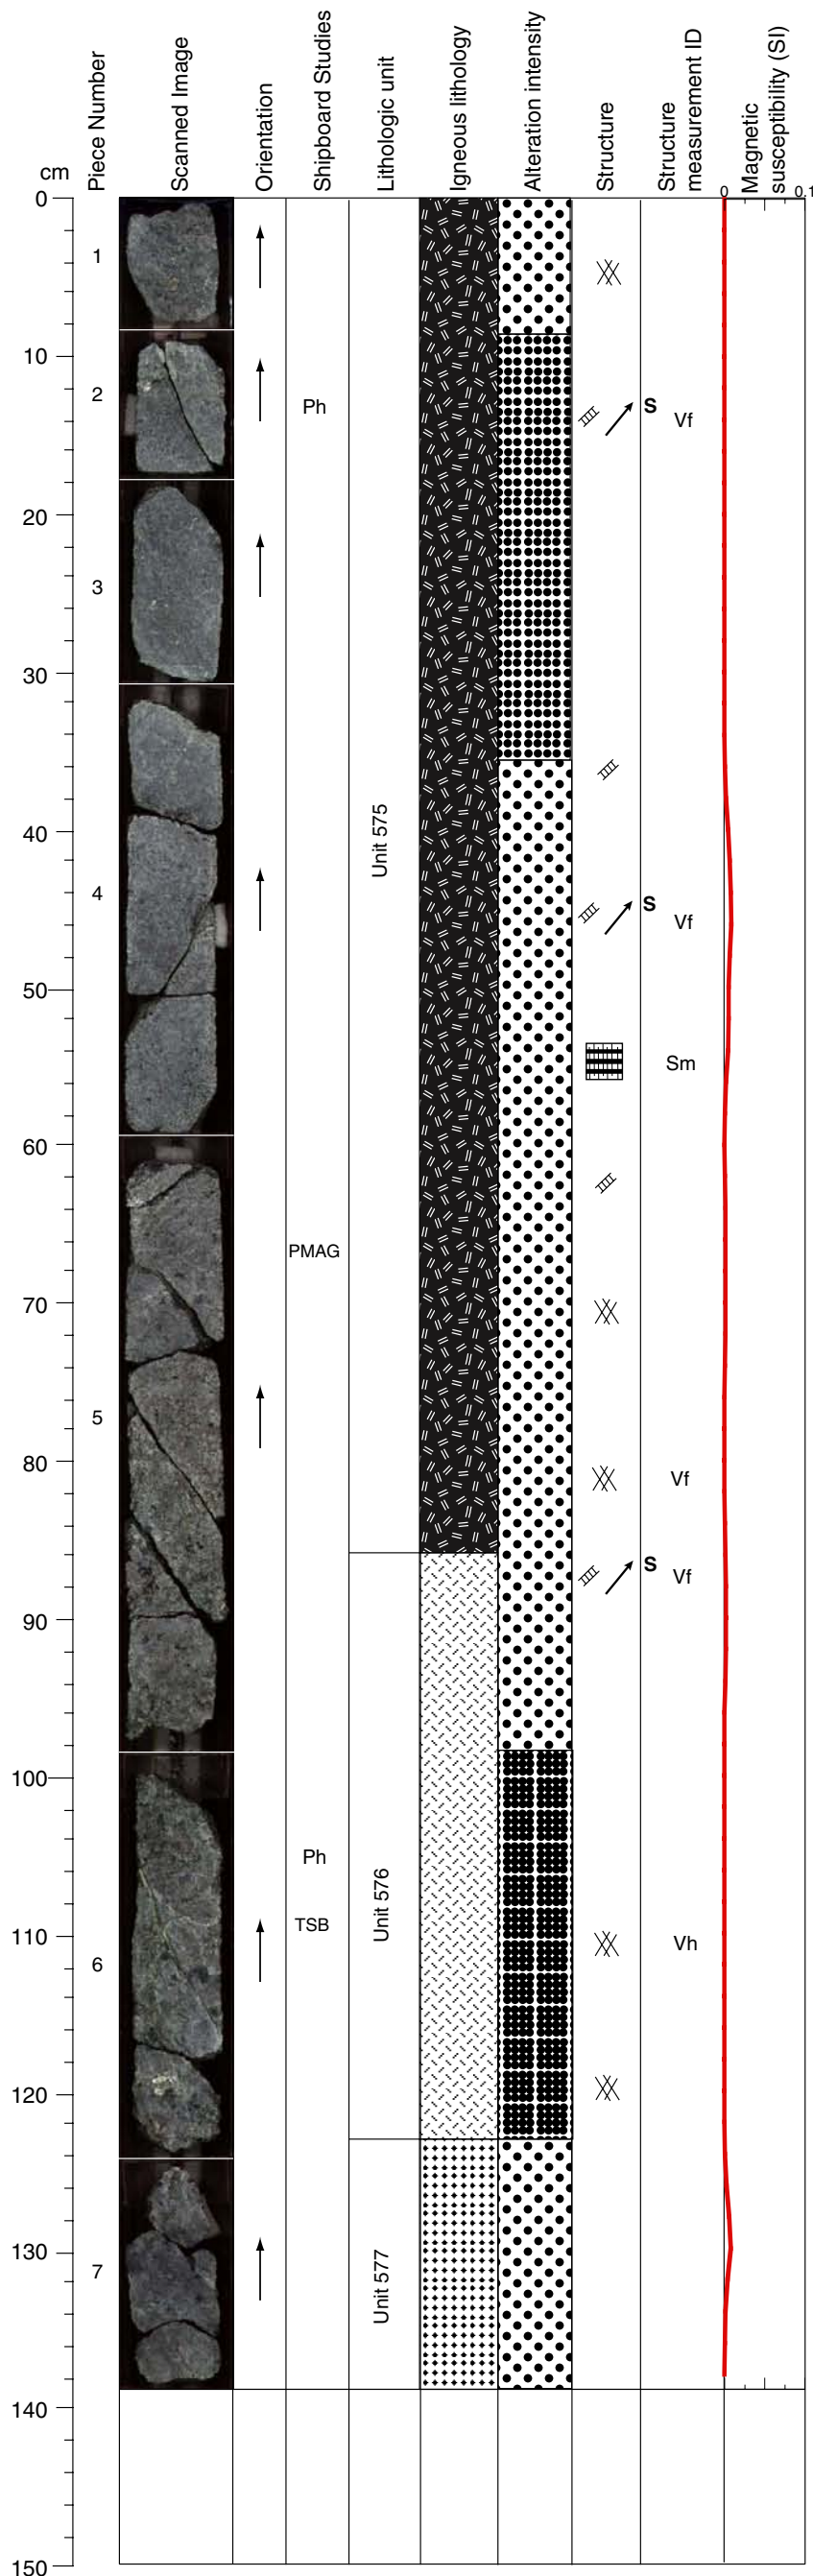 cm
Piece Number
Scanned Image
Orientation
Shipboard Studies
Lithologic unit
Igneous lithology
Alteration intensity
Structure
Structure
measurement ID
Magnetic
susceptibility (SI)
0 0.1
0
1
10
2
Ph
S
Vf
20
3
30
Unit 575
40
4
S
Vf
50
Sm
60
PMAG
70
5
80
Vf
S
Vf
90
100
Ph
Unit 576
TSB
110
Vh
6
120
130
7
Unit 577
140
150